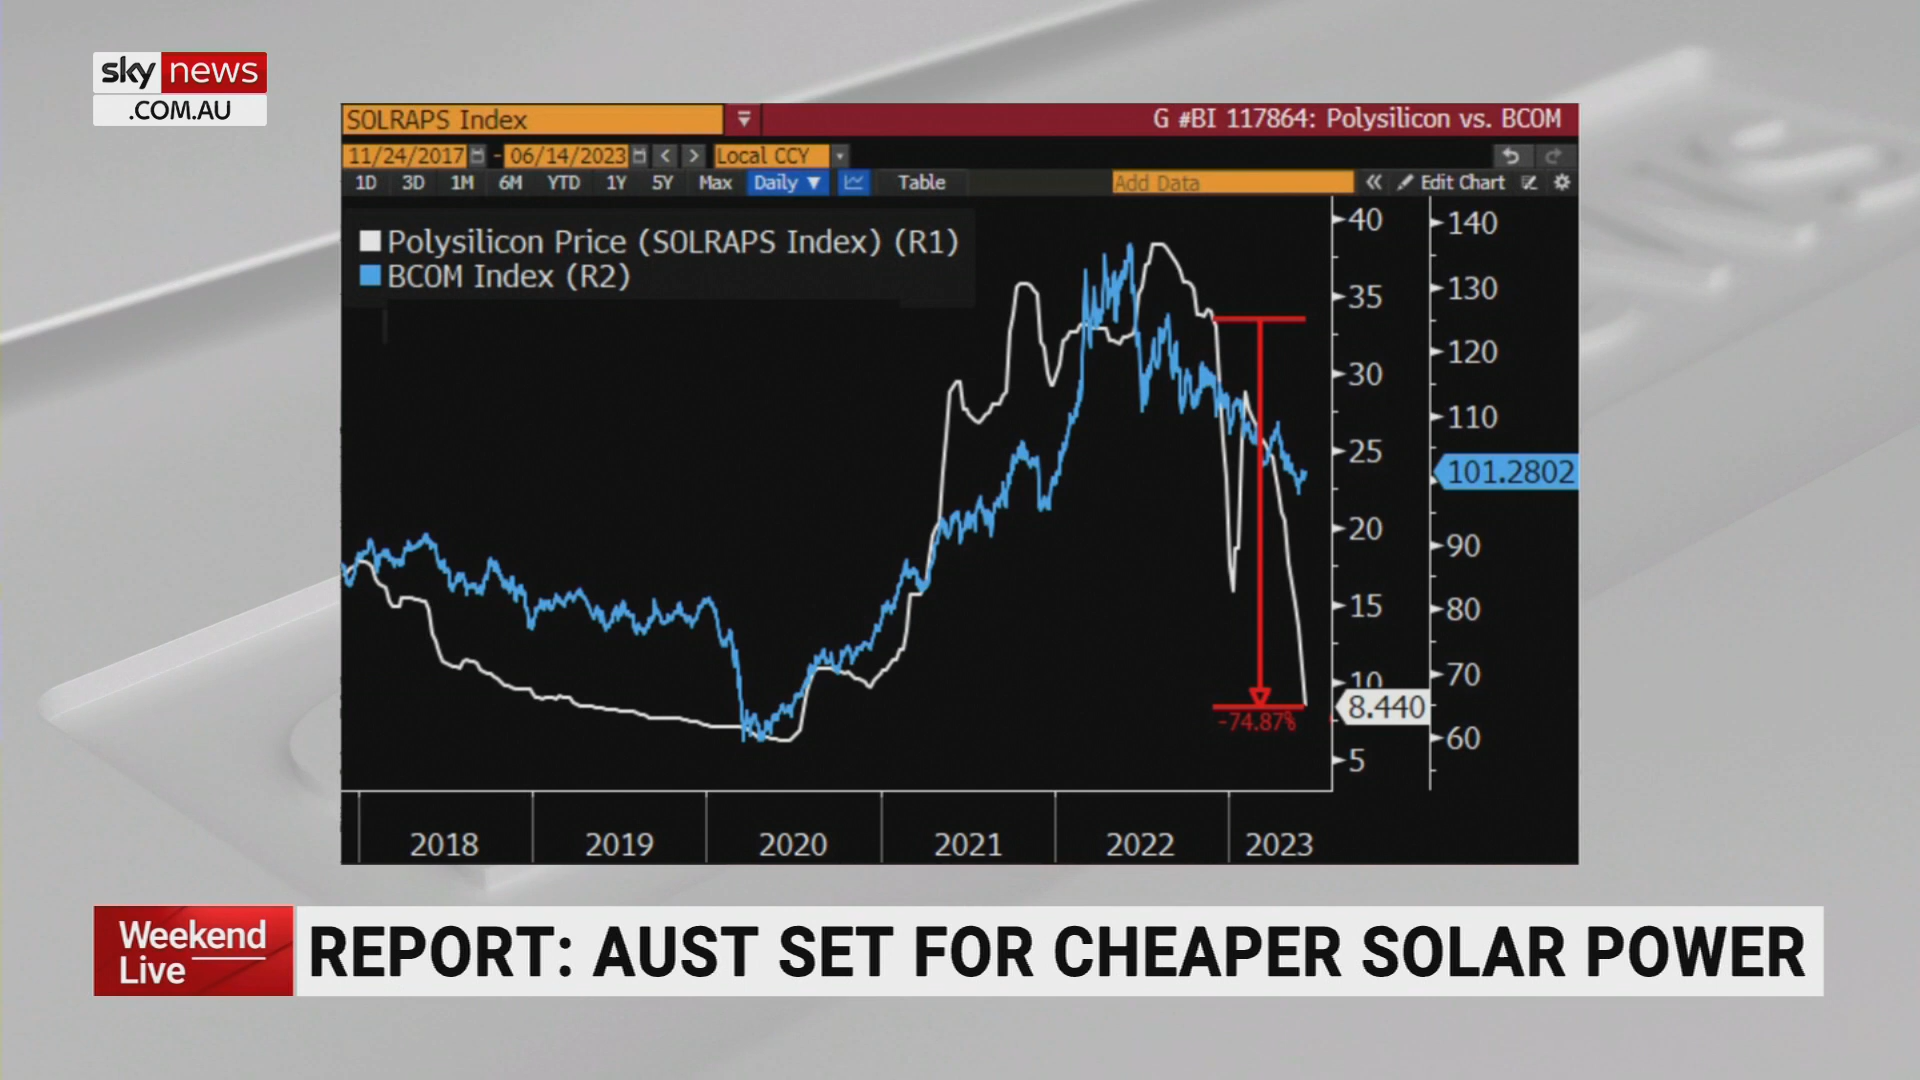 sky news
.COM.AU
SOLRAPS Index
G #BI 117864: Polysilicon vs. BCOM
11/24/2017 - 06/14/2023 Local CCY
1D 3D 1M 6M YTD 1Y 5Y Max Daily Table Add Data Edit Chart
Polysilicon Price (SOLRAPS Index) (R1)
BCOM Index (R2)
40 140
35 130
30 120
25 110
101.2802
20 90
15 80
10 70
8.440
-74.87%
5 60
2018 2019 2020 2021 2022 2023
Weekend
Live
REPORT: AUST SET FOR CHEAPER SOLAR POWER